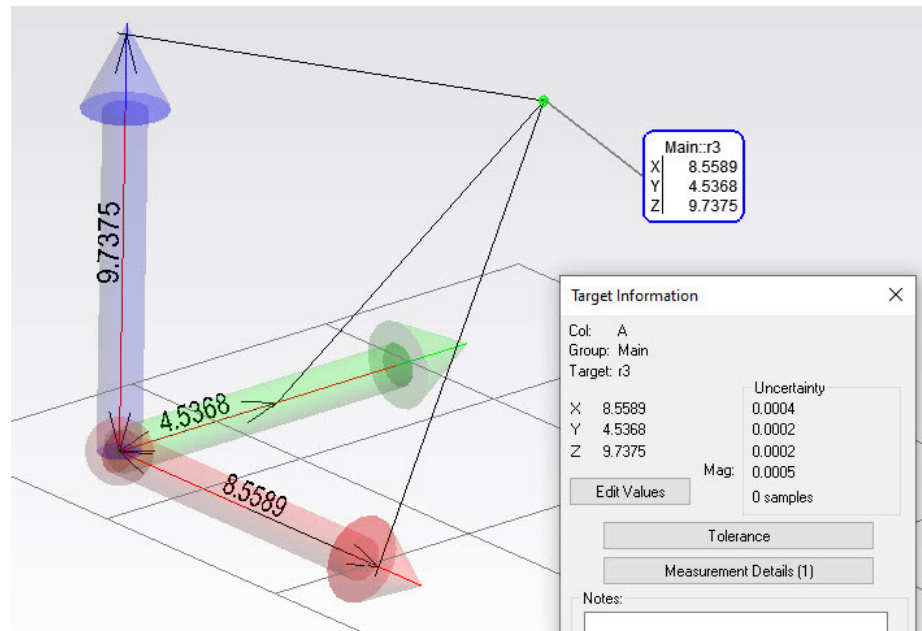 Main::r3
X 8.5589
Y 4.5368
Z 9.7375
9.7375
4.5368
8.5589
Target Information
Col: A
Group: Main
Target: r3
Uncertainty
X 8.5589 0.0004
Y 4.5368 0.0002
Z 9.7375 0.0002
Mag: 0.0005
Edit Values 0 samples
Tolerance
Measurement Details (1)
Notes: